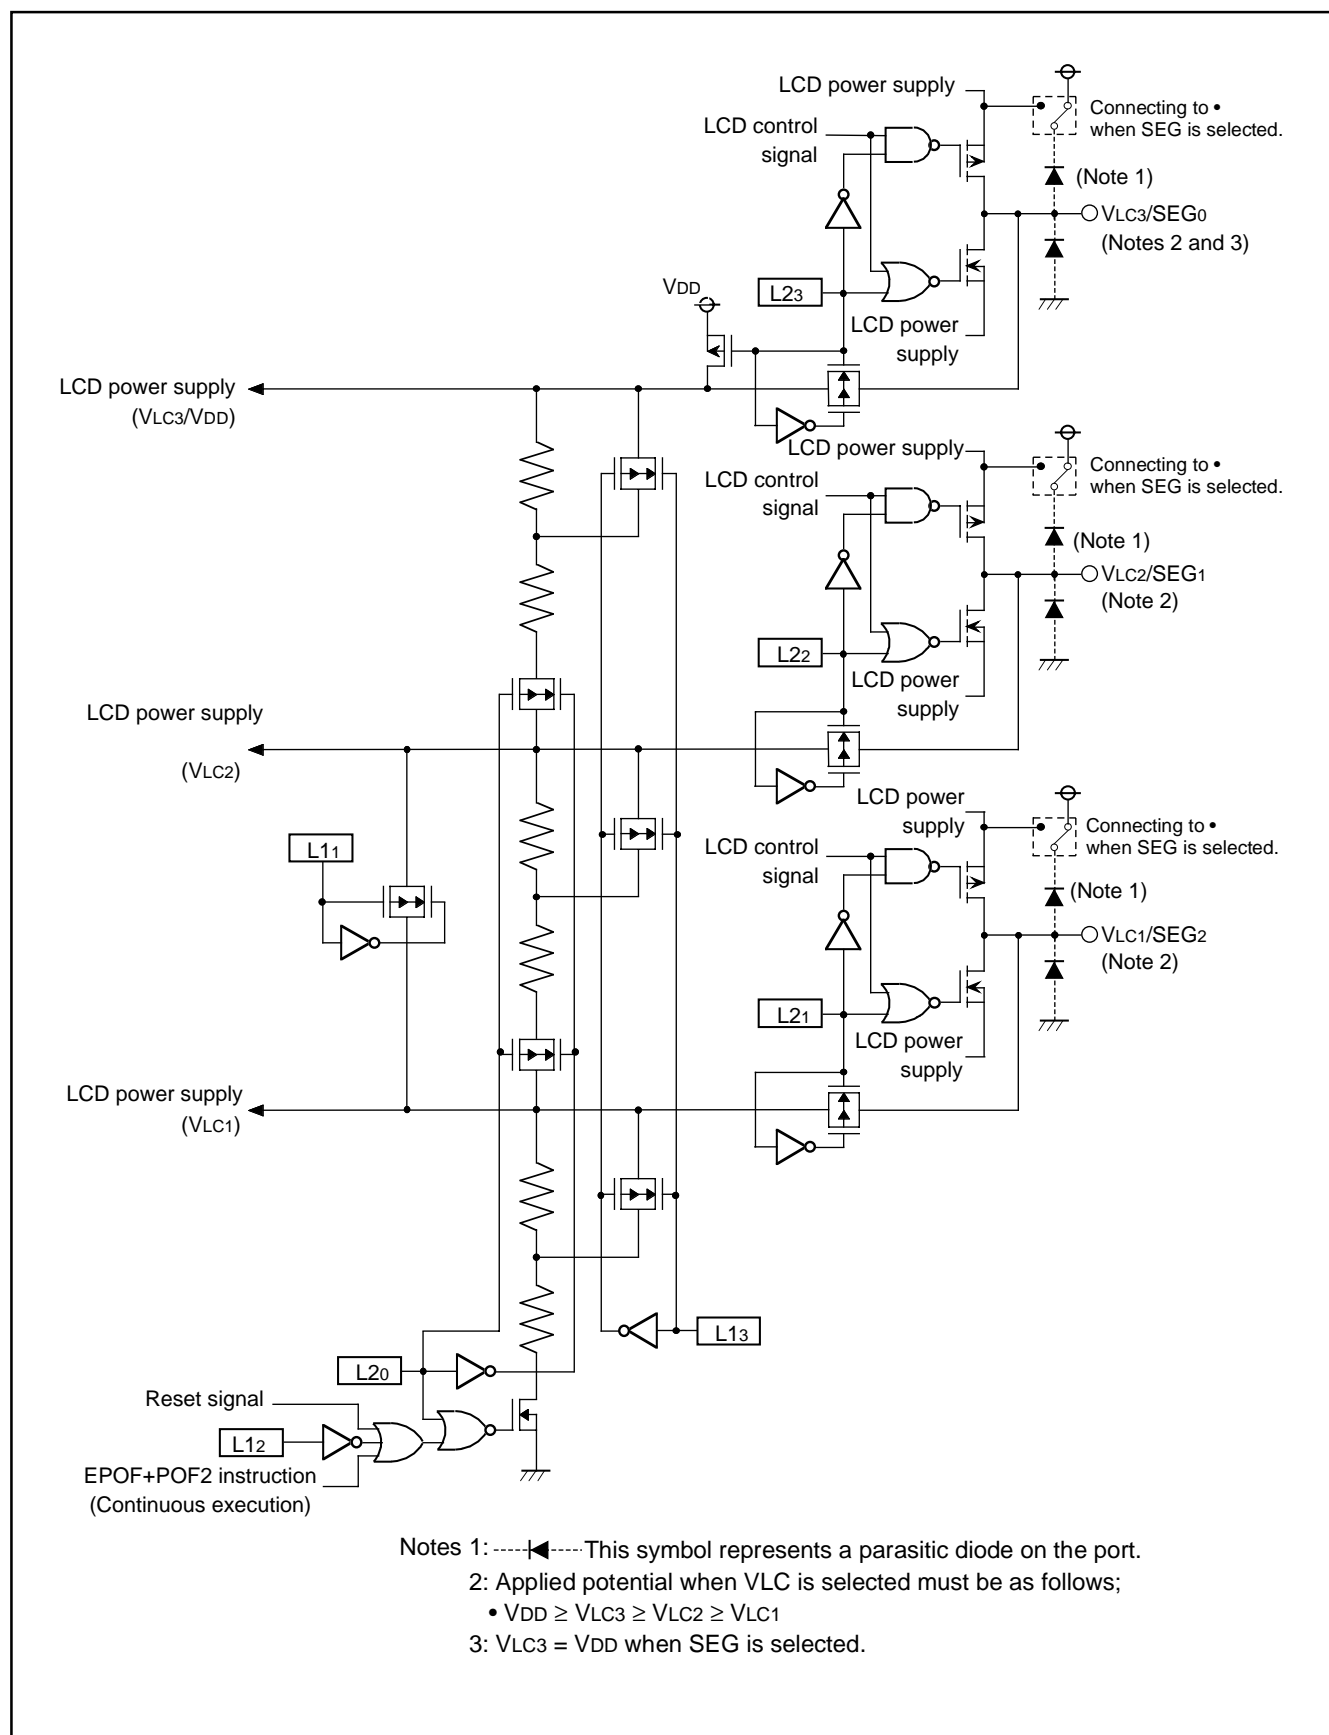 LCD power supply
Connecting to •
when SEG is selected.
LCD control
signal
(Note 1)
VLC3/SEG0
(Notes 2 and 3)
L23
VDD
LCD power
supply
LCD power supply
(VLC3/VDD)
LCD power supply
Connecting to •
when SEG is selected.
LCD control
signal
(Note 1)
VLC2/SEG1
(Note 2)
L22
LCD power
supply
LCD power supply
(VLC2)
LCD power
supply
Connecting to •
when SEG is selected.
L11
LCD control
signal
(Note 1)
VLC1/SEG2
(Note 2)
L21
LCD power
supply
LCD power supply
(VLC1)
L13
L20
Reset signal
L12
EPOF+POF2 instruction
(Continuous execution)
Notes 1: This symbol represents a parasitic diode on the port.
2: Applied potential when VLC is selected must be as follows;
• VDD ≥ VLC3 ≥ VLC2 ≥ VLC1
3: VLC3 = VDD when SEG is selected.